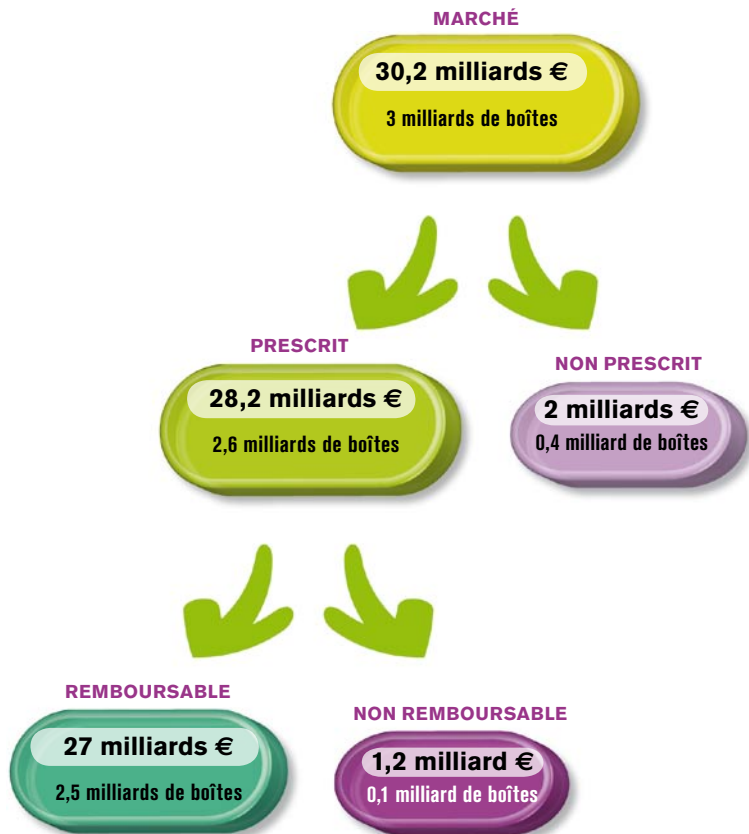 MARCHÉ
30,2 milliards €
3 milliards de boîtes
PRESCRIT
28,2 milliards €
2,6 milliards de boîtes
NON PRESCRIT
2 milliards €
0,4 milliard de boîtes
REMBOURSABLE
27 milliards €
2,5 milliards de boîtes
NON REMBOURSABLE
1,2 milliard €
0,1 milliard de boîtes